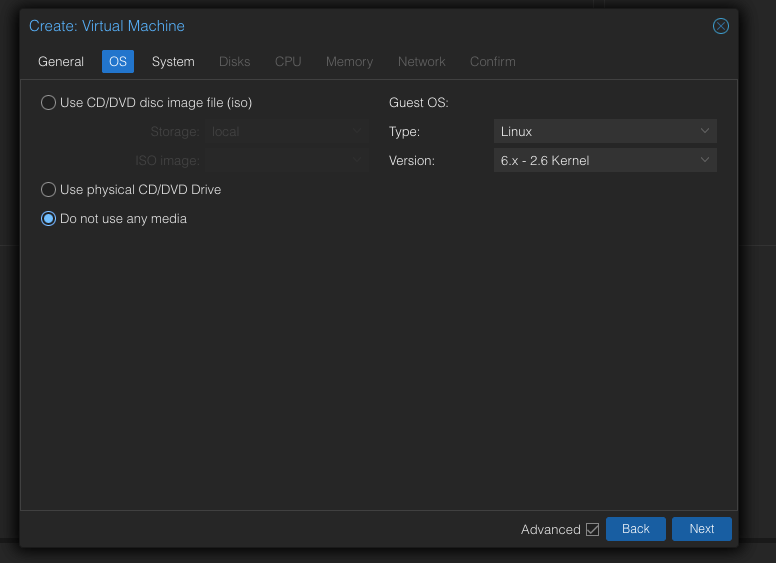 Create: Virtual Machine
General OS System Disks CPU Memory Network Confirm
Use CD/DVD disc image file (iso) Guest OS:
Storage: local Type: Linux
ISO image: Version: 6.x - 2.6 Kernel
Use physical CD/DVD Drive
Do not use any media
Advanced Back Next